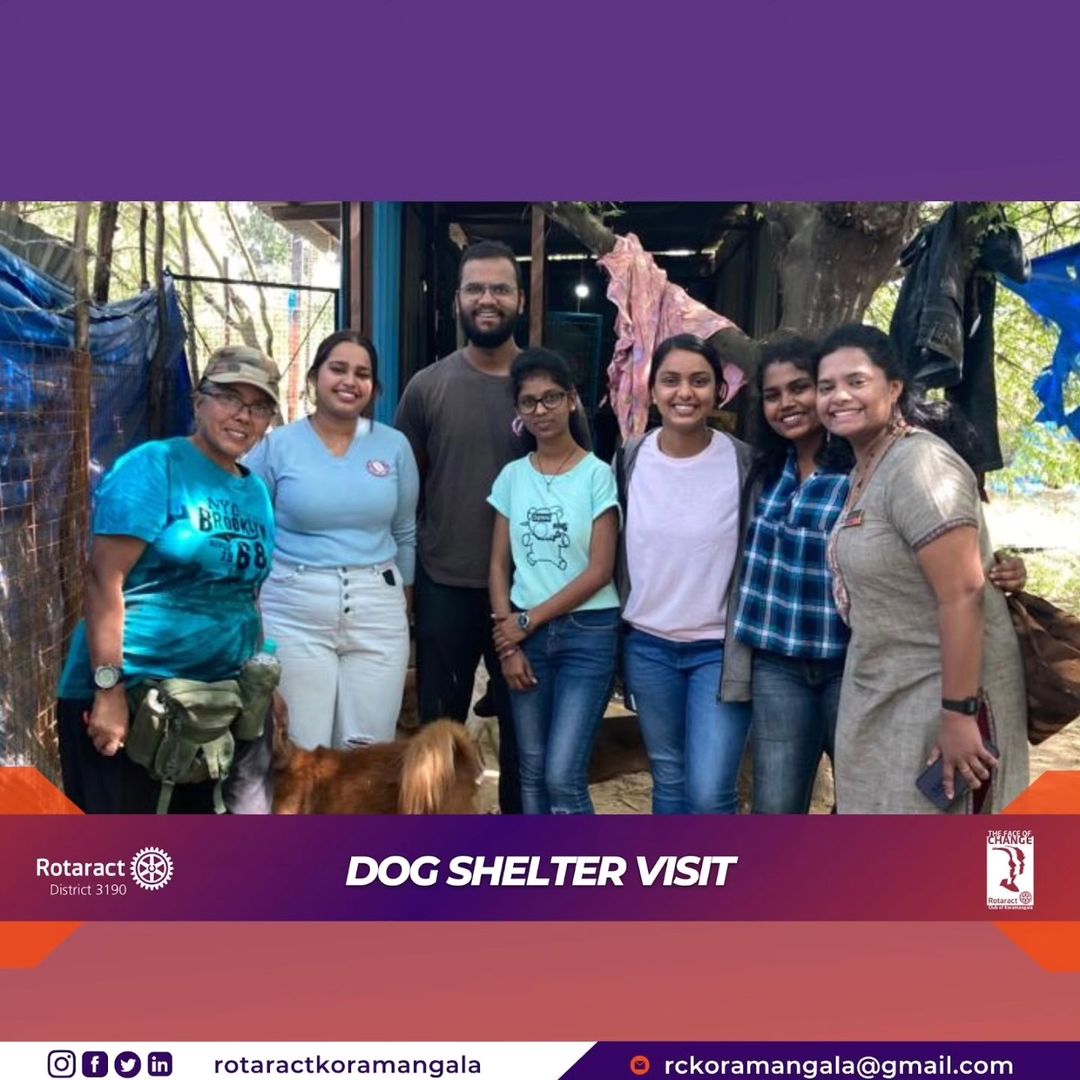 NYC
BROOKLYN
68
Rotaract
District 3190
DOG SHELTER VISIT
THE FACE OF
CHANGE
Rotaract
Club of Koramangala
rotaractkoramangala
rckoramangala@gmail.com